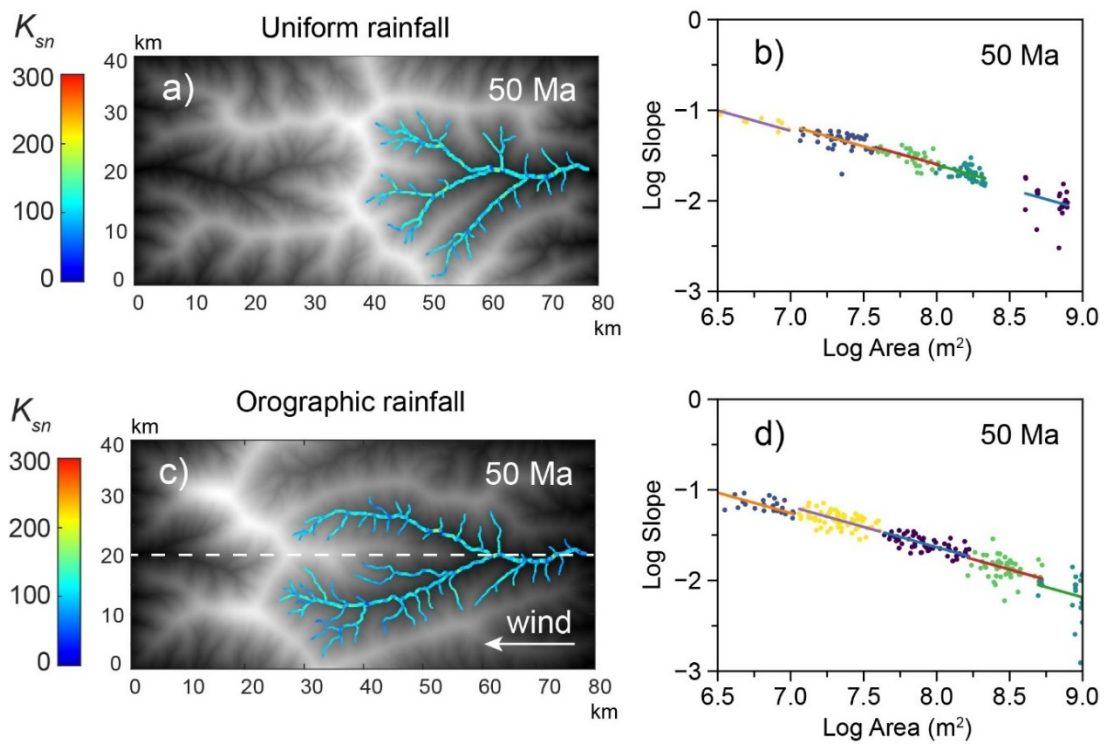 Ksn
Uniform rainfall
km
300
200
100
0
40
30
20
10
0
a)
50 Ma
0 10 20 30 40 50 60 70 80
km
b)
50 Ma
Log Slope
0
−1
−2
−3
6.5 7.0 7.5 8.0 8.5 9.0
Log Area (m²)
Ksn
Orographic rainfall
km
300
200
100
0
40
30
20
10
0
c)
50 Ma
wind
0 10 20 30 40 50 60 70 80
km
d)
50 Ma
Log Slope
0
−1
−2
−3
6.5 7.0 7.5 8.0 8.5 9.0
Log Area (m²)